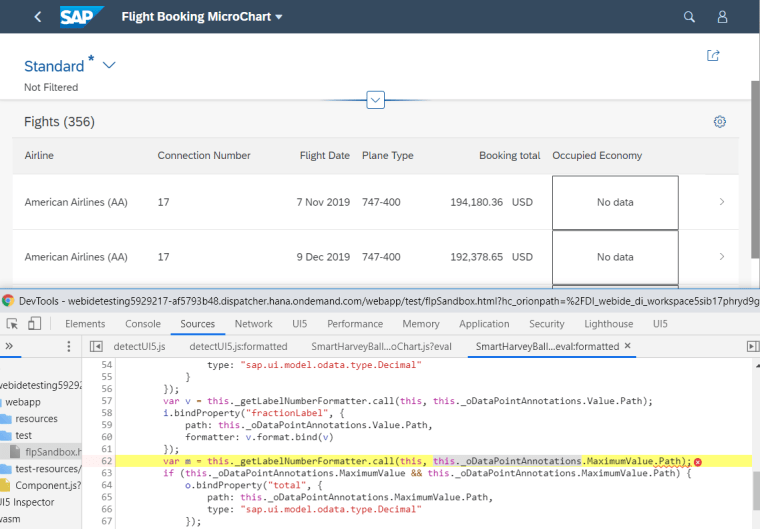 SAP Flight Booking MicroChart
Standard *
Not Filtered
Fights (356)
Airline Connection Number Flight Date Plane Type Booking total Occupied Economy
American Airlines (AA) 17 7 Nov 2019 747-400 194,180.36 USD No data
American Airlines (AA) 17 9 Dec 2019 747-400 192,378.65 USD No data
DevTools - webidetesting5929217-af5793b48.dispatcher.hana.ondemand.com/webapp/test/flpSandbox.html?hc_orionpath=%2FDI_webide_di_workspace5sib17phryd9g
Elements Console Sources Network UI5 Performance Memory Application Security Lighthouse UI5
» detectUI5.js detectUI5.js:formatted SmartHarveyBall...oChart.js?eval SmartHarveyBall...eval:formatted ×
webidetesting5929
webapp
resources
test
flpSandbox.h
test-resources/
Component.js?
UI5 Inspector
wasm
54 type: "sap.ui.model.odata.type.Decimal"
55 }
56 });
57 var v = this._getLabelNumberFormatter.call(this, this._oDataPointAnnotations.Value.Path);
58 i.bindProperty("fractionLabel", {
59 path: this._oDataPointAnnotations.Value.Path,
60 formatter: v.format.bind(v)
61 });
62 var m = this._getLabelNumberFormatter.call(this, this._oDataPointAnnotations.MaximumValue.Path);
63 if (this._oDataPointAnnotations.MaximumValue && this._oDataPointAnnotations.MaximumValue.Path) {
64 o.bindProperty("total", {
65 path: this._oDataPointAnnotations.MaximumValue.Path,
66 type: "sap.ui.model.odata.type.Decimal"
67 });